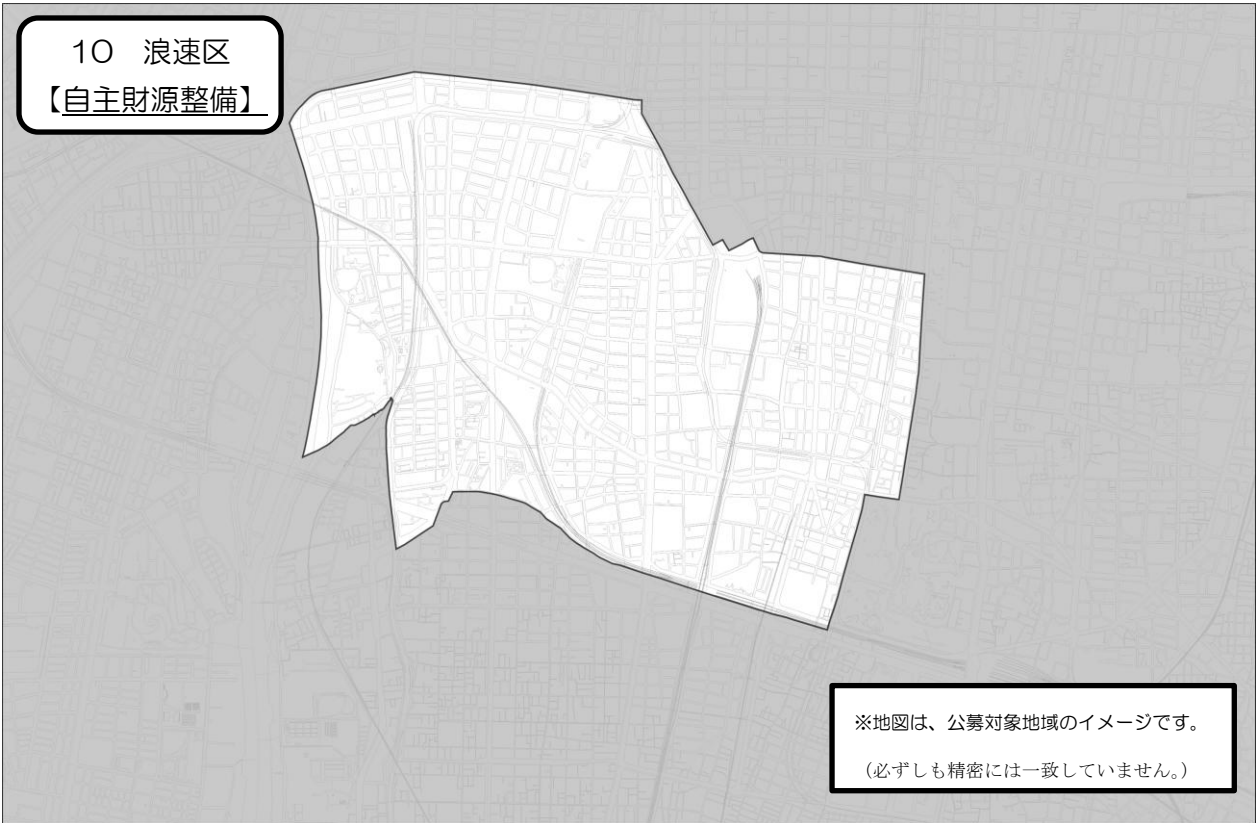 10　浪速区
【自主財源整備】
※地図は、公募対象地域のイメージです。
（必ずしも精密には一致していません。）